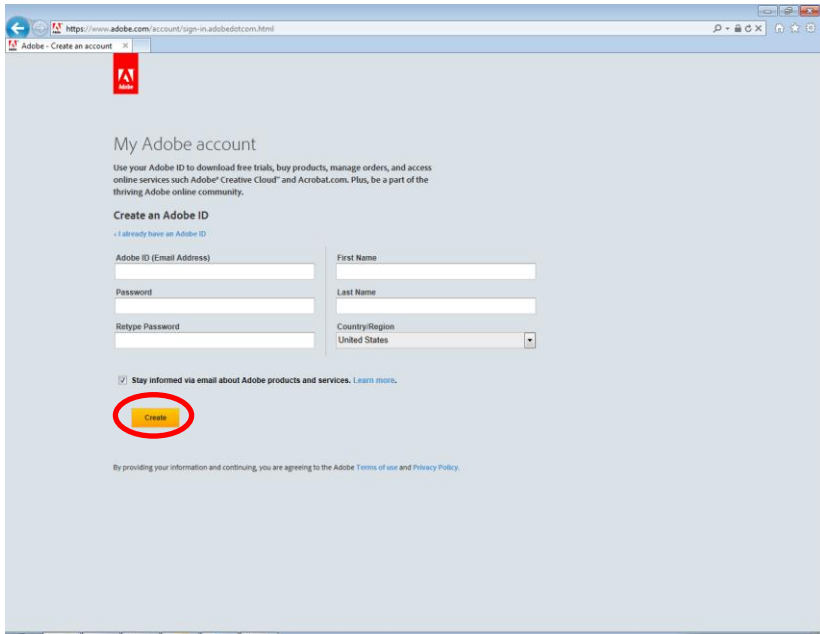 https://www.adobe.com/account/sign-in.adobedotcom.html
Adobe - Create an account
Adobe
My Adobe account
Use your Adobe ID to download free trials, buy products, manage orders, and access
online services such Adobe® Creative Cloud™ and Acrobat.com. Plus, be a part of the
thriving Adobe online community.
Create an Adobe ID
‹ I already have an Adobe ID
Adobe ID (Email Address)
First Name
Password
Last Name
Retype Password
Country/Region
United States
Stay informed via email about Adobe products and services. Learn more.
Create
By providing your information and continuing, you are agreeing to the Adobe Terms of use and Privacy Policy.